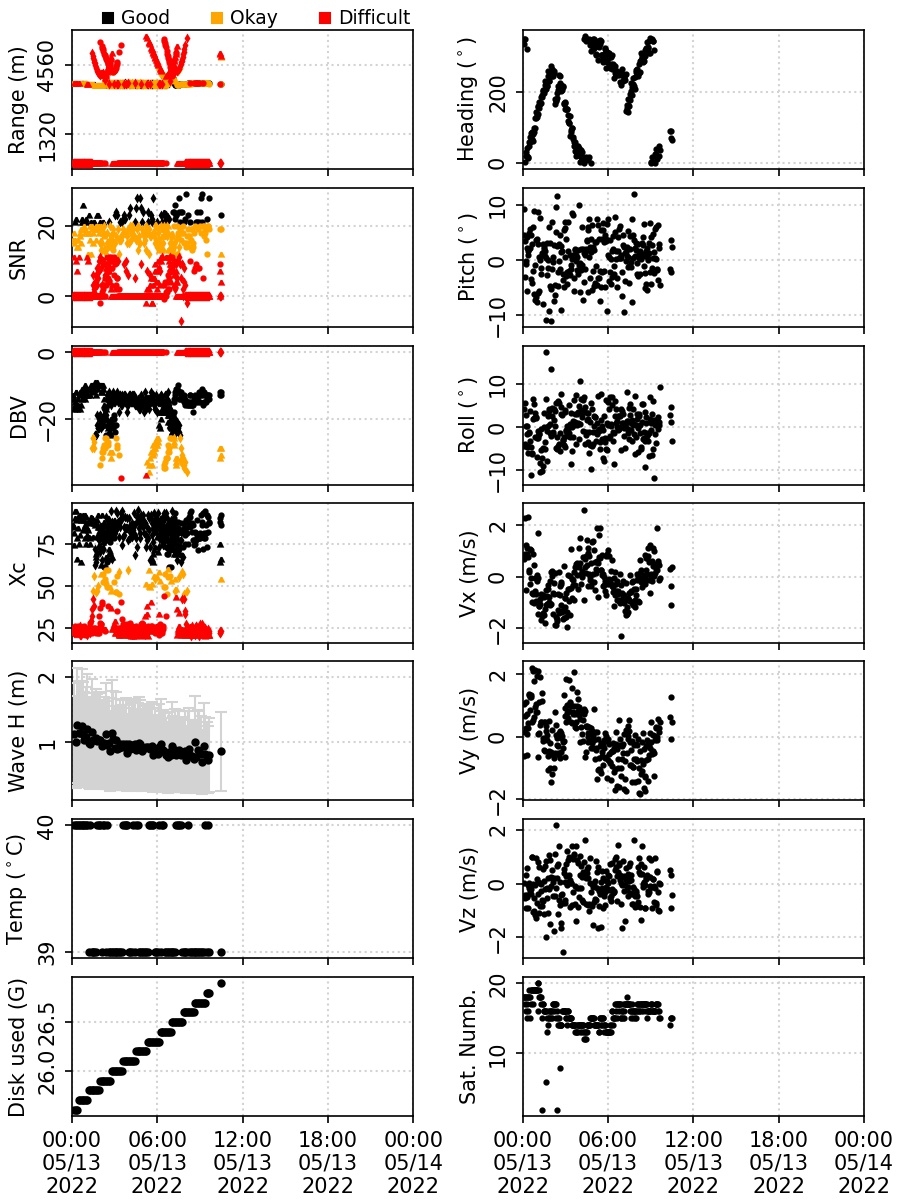 Good Okay Difficult
Range (m)
4560
1320
Heading (°)
200
0
SNR
20
0
Pitch (°)
10
0
−10
DBV
0
−20
Roll (°)
10
0
−10
Xc
75
50
25
Vx (m/s)
2
0
−2
Wave H (m)
2
1
Vy (m/s)
2
0
−2
Temp (°C)
40
39
Vz (m/s)
2
0
−2
Disk used (G)
26.5
26.0
Sat. Numb.
20
10
00:00 06:00 12:00 18:00 00:00
05/13 05/13 05/13 05/13 05/14
2022 2022 2022 2022 2022
00:00 06:00 12:00 18:00 00:00
05/13 05/13 05/13 05/13 05/14
2022 2022 2022 2022 2022